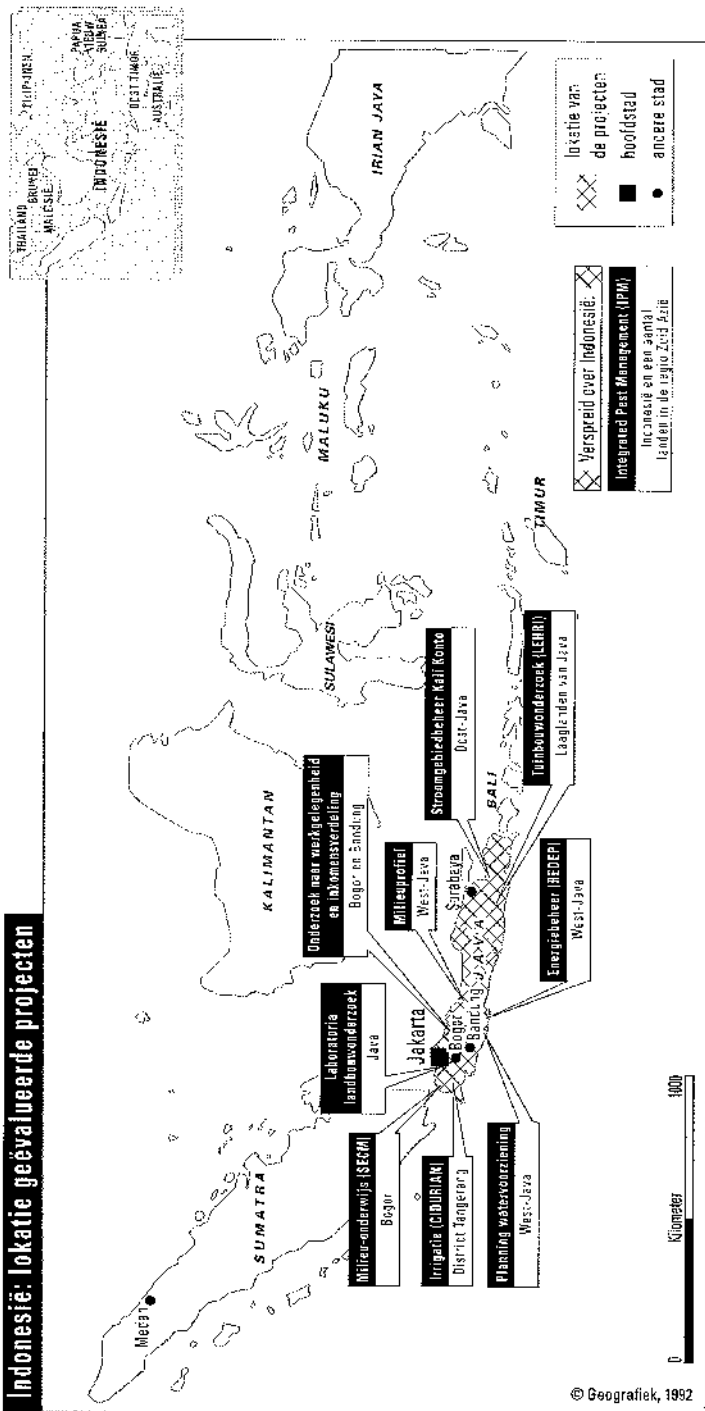 Indonesië: lokatie geëvalueerde projecten
THAILAND
BRUNEI
MALESIË
FILIPIJNEN
INDONESIË
PAPUA
NIEUW
GUINEA
OOST TIMOR
AUSTRALIË
Medan
SUMATRA
KALIMANTAN
SULAWESI
MALUKU
IRIAN JAYA
TIMUR
BALI
JAVA
Jakarta
Bogor
Bandung
Surabaya
Laboratoria
landbouwonderzoek
Java
Onderzoek naar werkgelegenheid
en inkomensverdeling
Bogor en Bandung
Milieuprofiel
West-Java
Stroomgebiedbeheer Kali Konto
Oost-Java
Milieu-onderwijs (SECM)
Bogor
Irrigatie (CIDURIAN)
District Tangerang
Planning watervoorziening
West-Java
Energiebeheer (REDEP)
West-Java
Tuinbouwonderzoek (LEHRI)
Laaglanden van Java
Verspreid over Indonesië:
Integrated Pest Management (IPM)
Indonesië en een aantal
landen in de regio Zuid Azië
lokatie van
de projecten
hoofdstad
andere stad
0 Kilometer 1000
© Geografiek, 1992